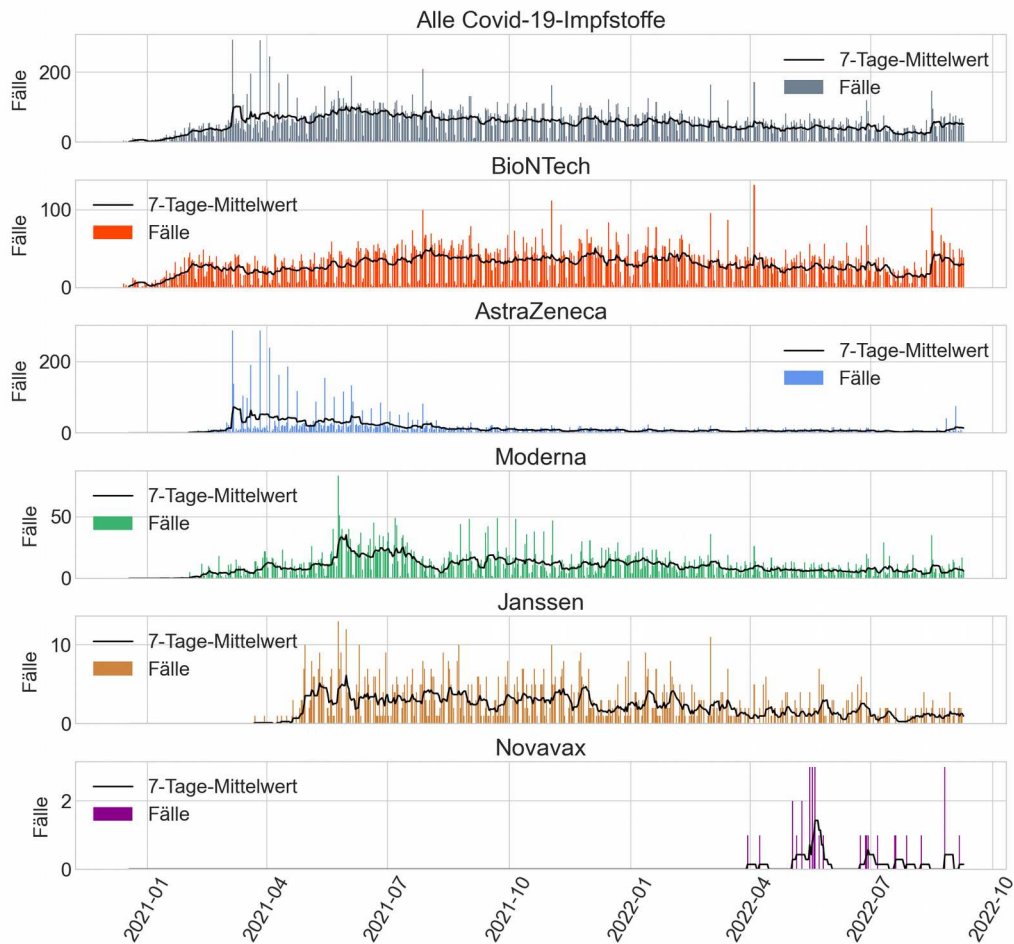 Alle Covid-19-Impfstoffe
Fälle
200
0
7-Tage-Mittelwert
Fälle
BioNTech
Fälle
100
0
7-Tage-Mittelwert
Fälle
AstraZeneca
Fälle
200
0
7-Tage-Mittelwert
Fälle
Moderna
Fälle
50
0
7-Tage-Mittelwert
Fälle
Janssen
Fälle
10
0
7-Tage-Mittelwert
Fälle
Novavax
Fälle
2
0
7-Tage-Mittelwert
Fälle
2021-01
2021-04
2021-07
2021-10
2022-01
2022-04
2022-07
2022-10